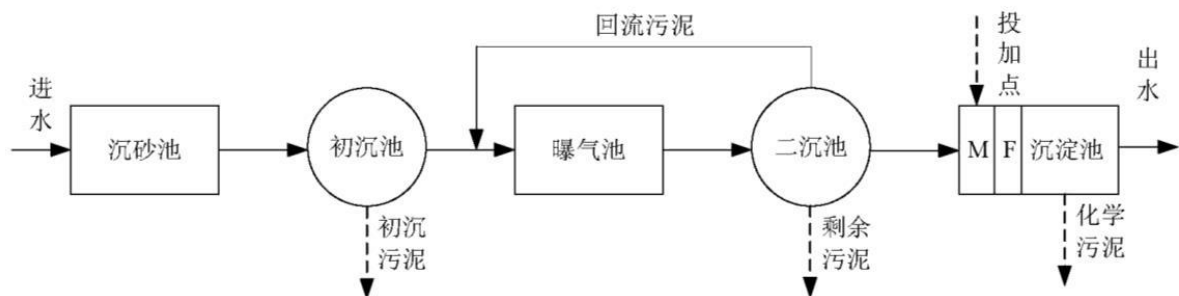 回流污泥
投
加
点
进
水
出
水
沉砂池
初沉池
曝气池
二沉池
M
F
沉淀池
初沉
污泥
剩余
污泥
化学
污泥